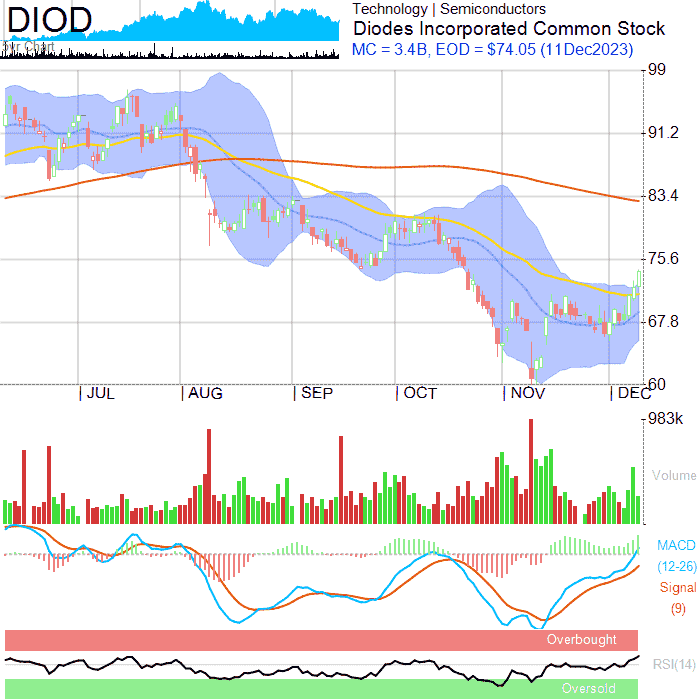 DIOD
5yr Chart
Technology | Semiconductors
Diodes Incorporated Common Stock
MC = 3.4B, EOD = $74.05 (11Dec2023)
99
91.2
83.4
75.6
67.8
60
| JUL | AUG | SEP | OCT | NOV | DEC
983k
Volume
MACD
(12-26)
Signal
(9)
Overbought
RSI(14)
Oversold